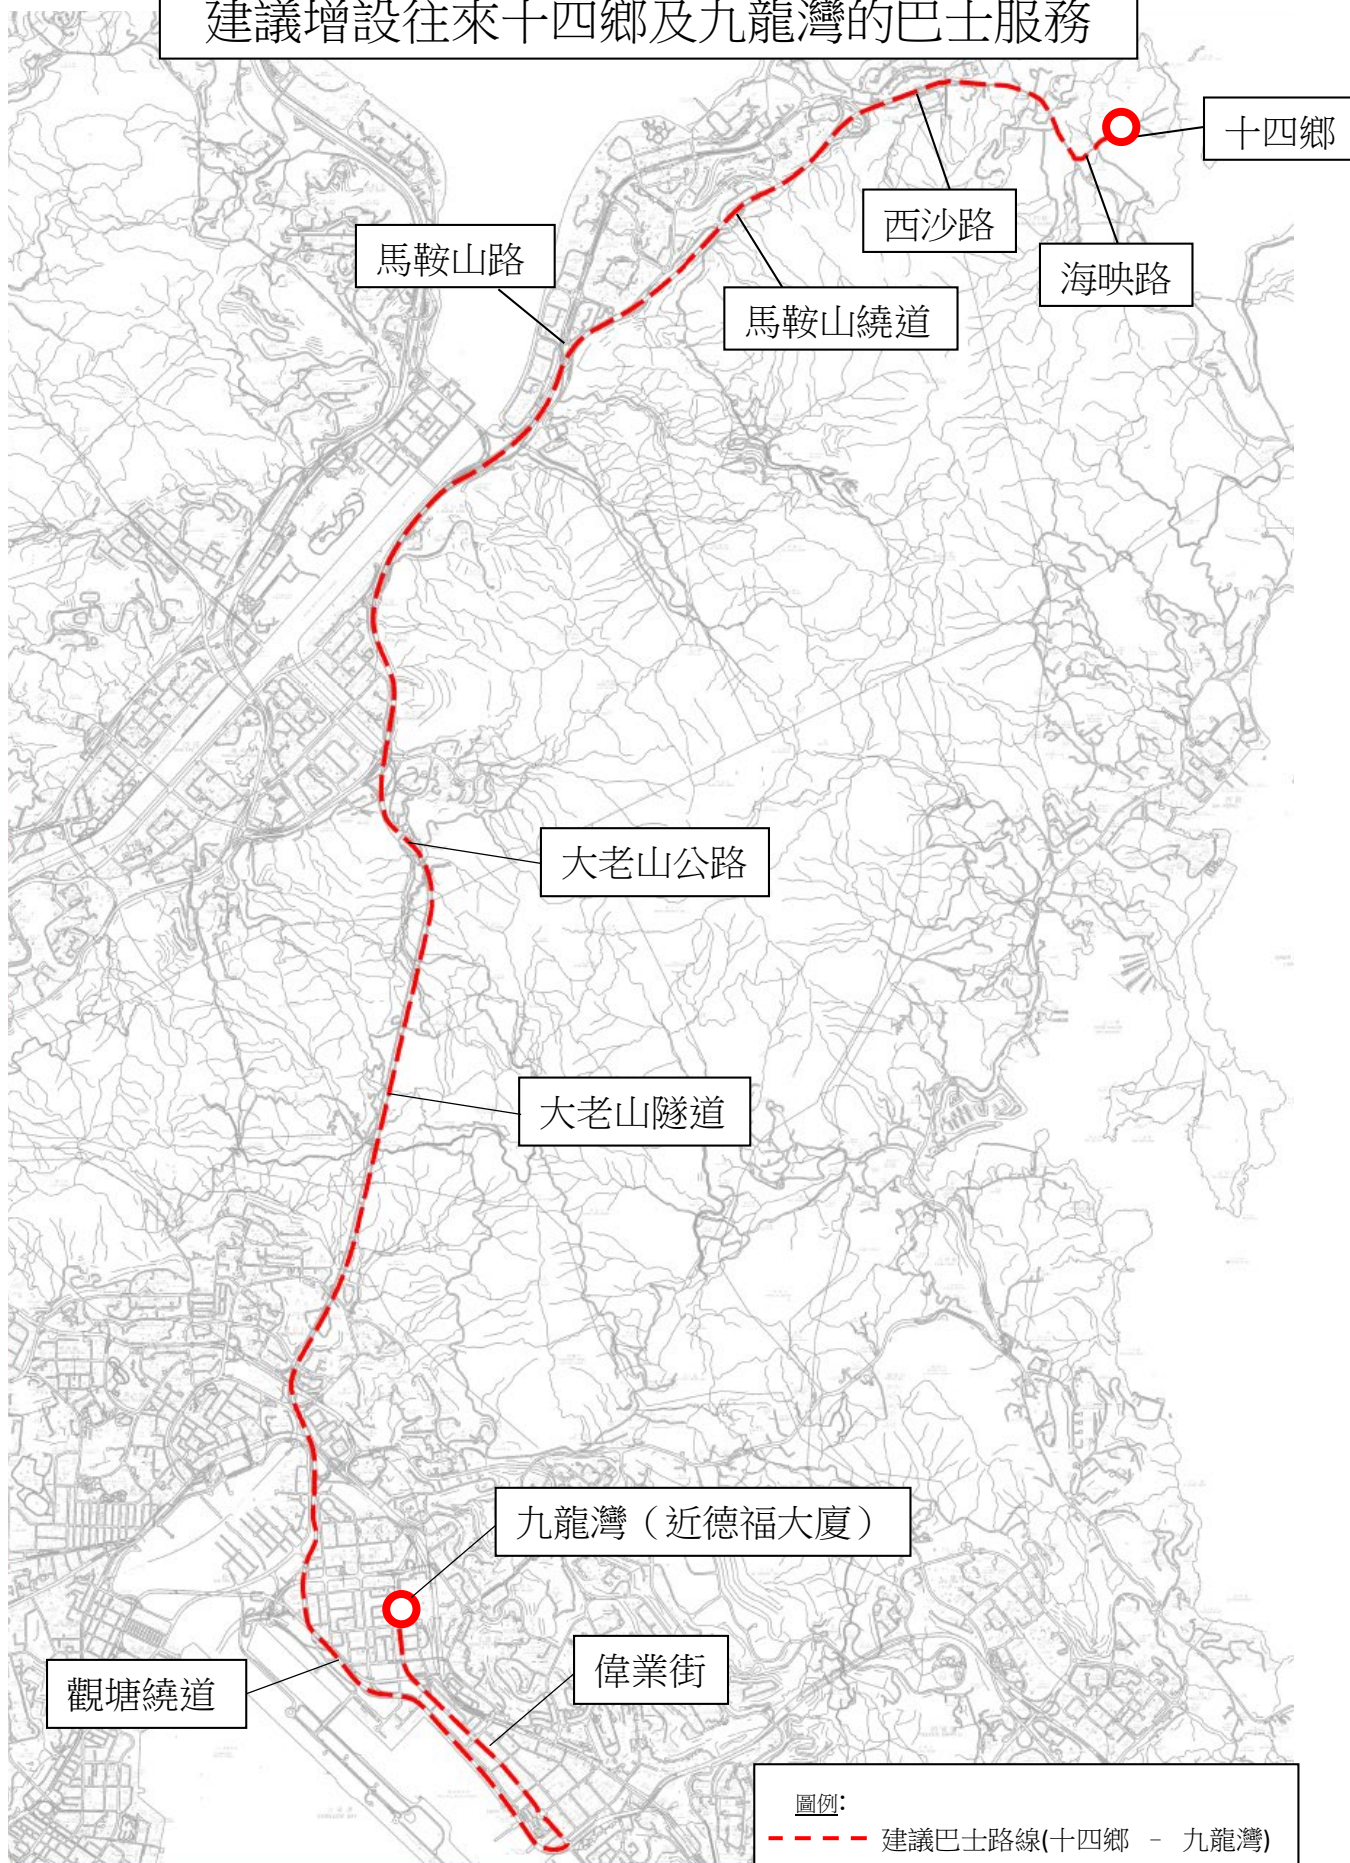 建議增設往來十四鄉及九龍灣的巴士服務
十四鄉
西沙路
馬鞍山路
海映路
馬鞍山繞道
大老山公路
大老山隧道
九龍灣（近德福大廈）
偉業街
觀塘繞道
圖例:
建議巴士路線(十四鄉 - 九龍灣)